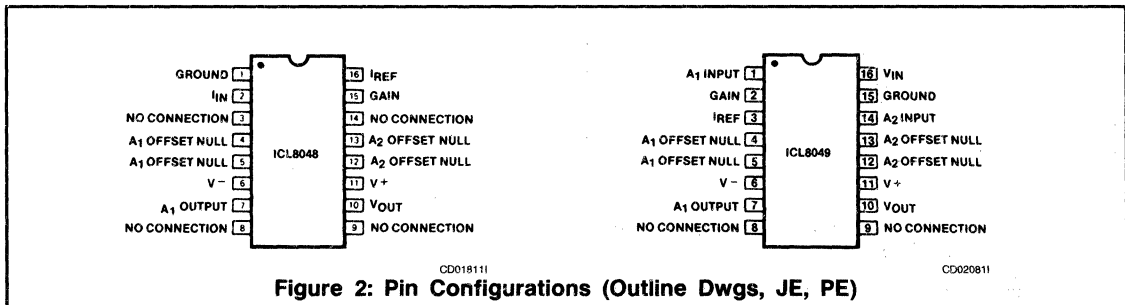 GROUND 1 16 IREF
IIN 2 15 GAIN
NO CONNECTION 3 14 NO CONNECTION
A1 OFFSET NULL 4 13 A2 OFFSET NULL
A1 OFFSET NULL 5 ICL8048 12 A2 OFFSET NULL
V− 6 11 V+
A1 OUTPUT 7 10 VOUT
NO CONNECTION 8 9 NO CONNECTION
CD01811I
A1 INPUT 1 16 VIN
GAIN 2 15 GROUND
IREF 3 14 A2 INPUT
A1 OFFSET NULL 4 13 A2 OFFSET NULL
A1 OFFSET NULL 5 ICL8049 12 A2 OFFSET NULL
V− 6 11 V+
A1 OUTPUT 7 10 VOUT
NO CONNECTION 8 9 NO CONNECTION
CD02081I
Figure 2: Pin Configurations (Outline Dwgs, JE, PE)